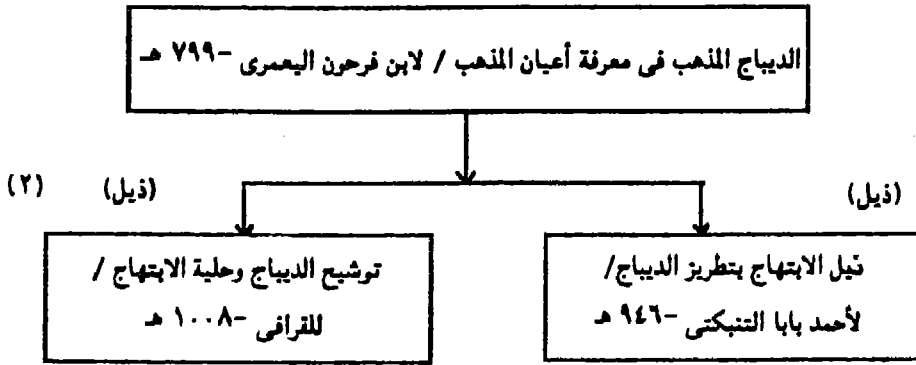 الديباج المذهب فى معرفة أعيان المذهب / لابن فرحون اليعمرى -٧٩٩ هـ
(ذيل)
(ذيل)
(٢)
نيل الابتهاج بتطريز الديباج/
لأحمد بابا التنبكتى -٩٤٦ هـ
توشيح الديباج وحلية الابتهاج /
للقرافى -١٠٠٨ هـ